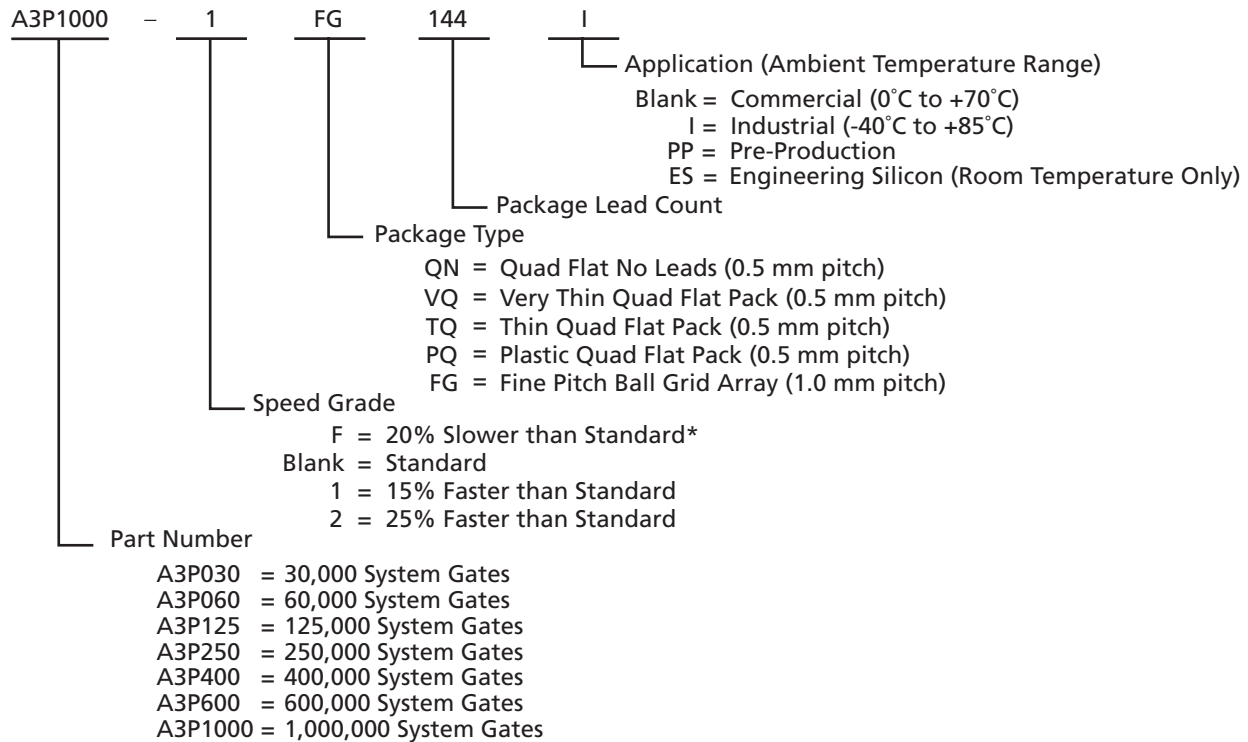 A3P1000 – 1 FG 144 I
Application (Ambient Temperature Range)
Blank = Commercial (0˚C to +70˚C)
I = Industrial (-40˚C to +85˚C)
PP = Pre-Production
ES = Engineering Silicon (Room Temperature Only)
Package Lead Count
Package Type
QN = Quad Flat No Leads (0.5 mm pitch)
VQ = Very Thin Quad Flat Pack (0.5 mm pitch)
TQ = Thin Quad Flat Pack (0.5 mm pitch)
PQ = Plastic Quad Flat Pack (0.5 mm pitch)
FG = Fine Pitch Ball Grid Array (1.0 mm pitch)
Speed Grade
F = 20% Slower than Standard*
Blank = Standard
1 = 15% Faster than Standard
2 = 25% Faster than Standard
Part Number
A3P030 = 30,000 System Gates
A3P060 = 60,000 System Gates
A3P125 = 125,000 System Gates
A3P250 = 250,000 System Gates
A3P400 = 400,000 System Gates
A3P600 = 600,000 System Gates
A3P1000 = 1,000,000 System Gates